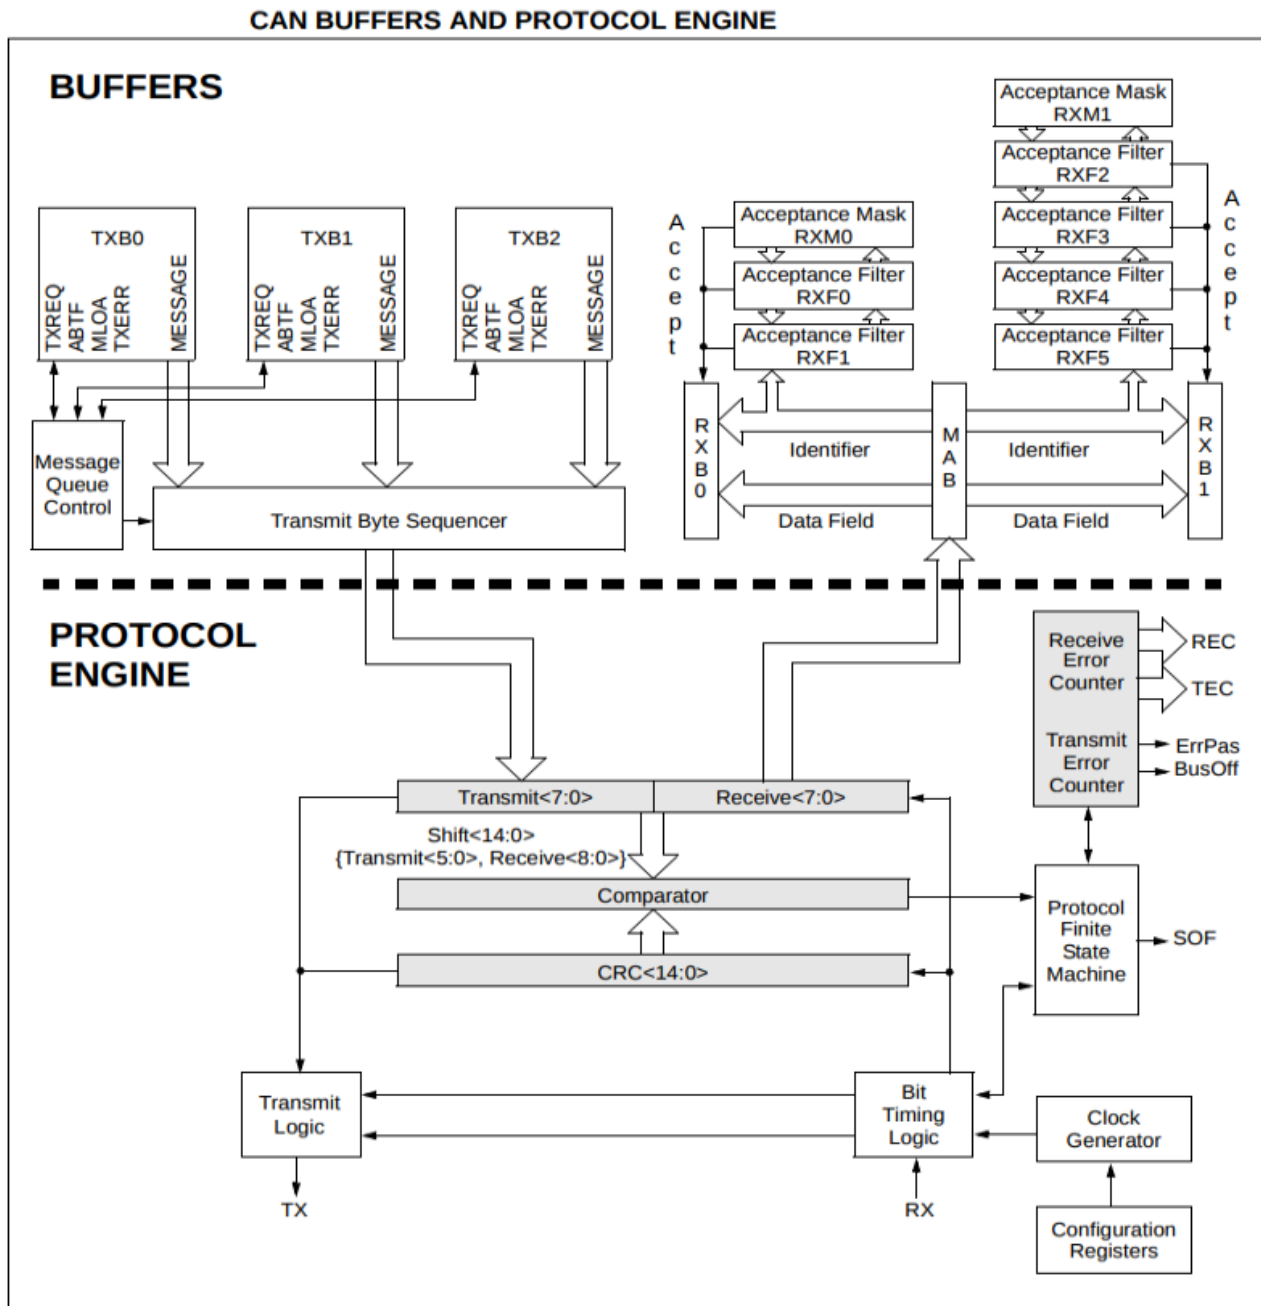 CAN BUFFERS AND PROTOCOL ENGINE
BUFFERS
Acceptance Mask
RXM1
Acceptance Filter
RXF2
Acceptance Filter
RXF3
Acceptance Filter
RXF4
Acceptance Filter
RXF5
Accept
Accept
Acceptance Mask
RXM0
Acceptance Filter
RXF0
Acceptance Filter
RXF1
TXB0
TXREQ
ABTF
MLOA
TXERR
MESSAGE
TXB1
TXREQ
ABTF
MLOA
TXERR
MESSAGE
TXB2
TXREQ
ABTF
MLOA
TXERR
MESSAGE
Message
Queue
Control
Transmit Byte Sequencer
RXB0
Identifier
Data Field
MAB
Identifier
Data Field
RXB1
PROTOCOL
ENGINE
Receive
Error
Counter
REC
TEC
Transmit
Error
Counter
ErrPas
BusOff
Transmit<7:0>
Receive<7:0>
Shift<14:0>
{Transmit<5:0>, Receive<8:0>}
Comparator
CRC<14:0>
Protocol
Finite
State
Machine
SOF
Transmit
Logic
Bit
Timing
Logic
Clock
Generator
TX
RX
Configuration
Registers